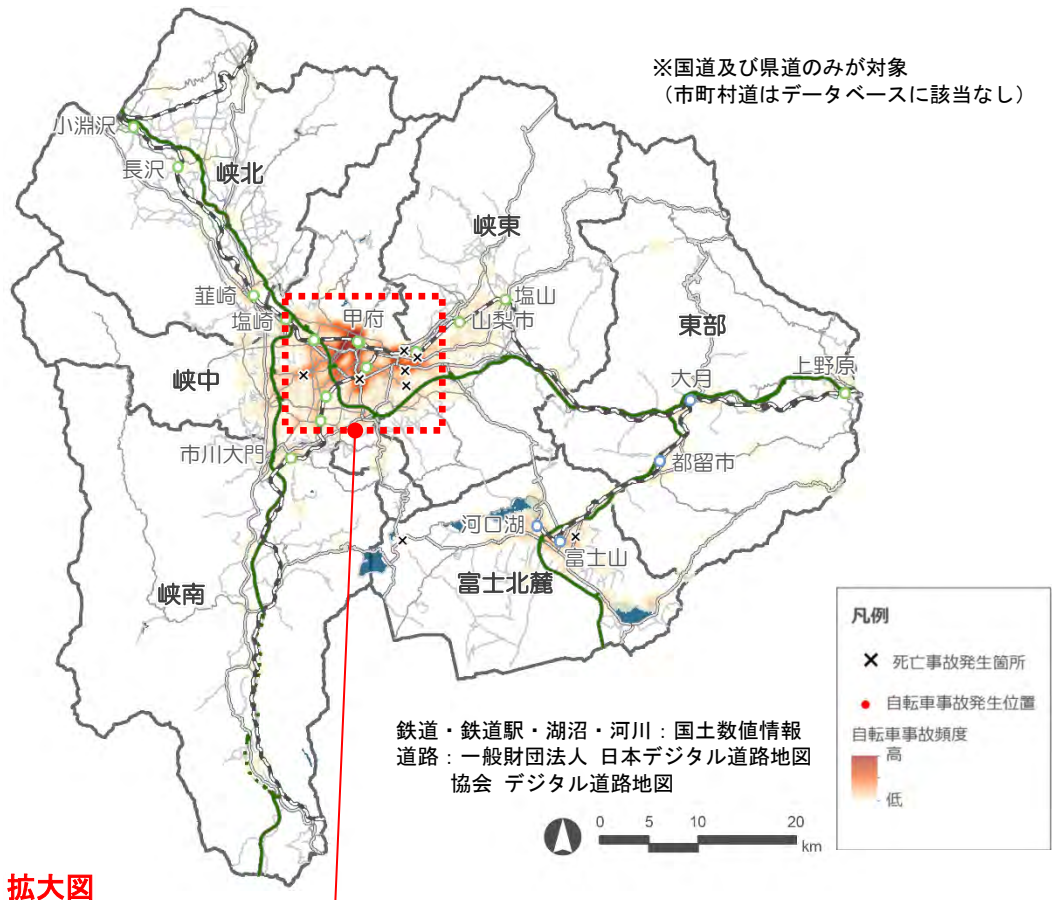 ※国道及び県道のみが対象
（市町村道はデータベースに該当なし）
小淵沢
長沢
峡北
峡東
韮崎
塩崎
甲府
塩山
山梨市
東部
峡中
大月
上野原
市川大門
都留市
河口湖
富士山
富士北麓
峡南
凡例
死亡事故発生箇所
自転車事故発生位置
自転車事故頻度
高
低
鉄道・鉄道駅・湖沼・河川：国土数値情報
道路：一般財団法人 日本デジタル道路地図
協会 デジタル道路地図
0 5 10 20
km
拡大図